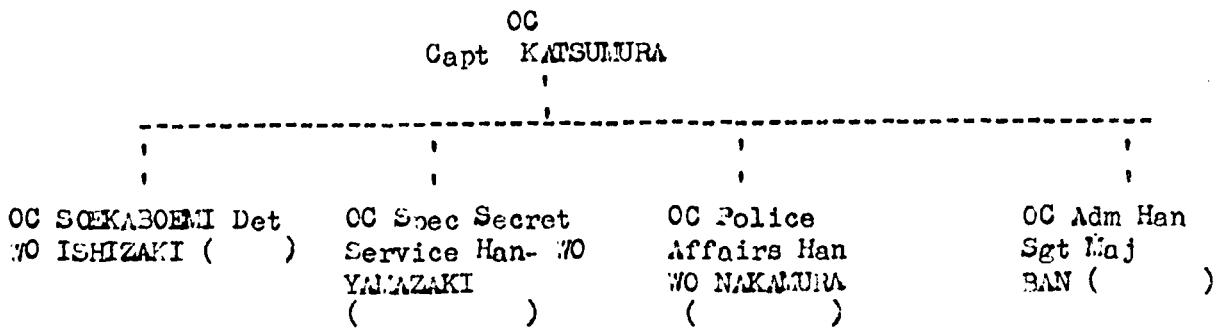 OC
Capt KATSUMURA
OC SOEKABOEMI Det
WO ISHIZAKI ( )
OC Spec Secret
Service Han- WO
YAMAZAKI
( )
OC Police
Affairs Han
WO NAKAMURA
( )
OC Adm Han
Sgt Maj
BAN ( )